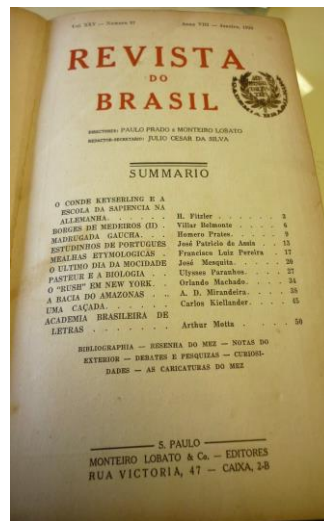 REVISTA
DO
BRASIL
DIRECTORES: PAULO PRADO e MONTEIRO LOBATO
REDACTOR-SECRETARIO: JULIO CESAR DA SILVA
SUMMARIO
O CONDE KEYSERLING E A
ESCOLA DA SAPIENCIA NA
ALLEMANHA. . . . . . H. Fitzler . . . . . 3
BORGES DE MEDEIROS (II) . Villar Belmonte . . . . 6
MADRUGADA GAUCHA. . . . Homero Prates. . . . . 9
ESTUDINHOS DE PORTUGUÊS José Patricio de Assis . . 13
MEALHAS ETYMOLOGICAS . Francisco Luiz Pereira . . 17
O ULTIMO DIA DA MOCIDADE José Mesquita. . . . . 20
PASTEUR E A BIOLOGIA . . Ulysses Paranhos. . . . 27
O "RUSH" EM NEW YORK. . Orlando Machado. . . . 34
A BACIA DO AMAZONAS . . A. D. Mirandeira. . . . 38
UMA CAÇADA. . . . . . Carlos Kiellander. . . . 45
ACADEMIA BRASILEIRA DE
LETRAS . . . . . . . Arthur Motta . . . . 50
BIBLIOGRAPHIA — RESENHA DO MEZ — NOTAS DO
EXTERIOR — DEBATES E PESQUIZAS — CURIOSI-
DADES — AS CARICATURAS DO MEZ
S. PAULO
MONTEIRO LOBATO & Co. — EDITORES
RUA VICTORIA, 47 — CAIXA, 2-B